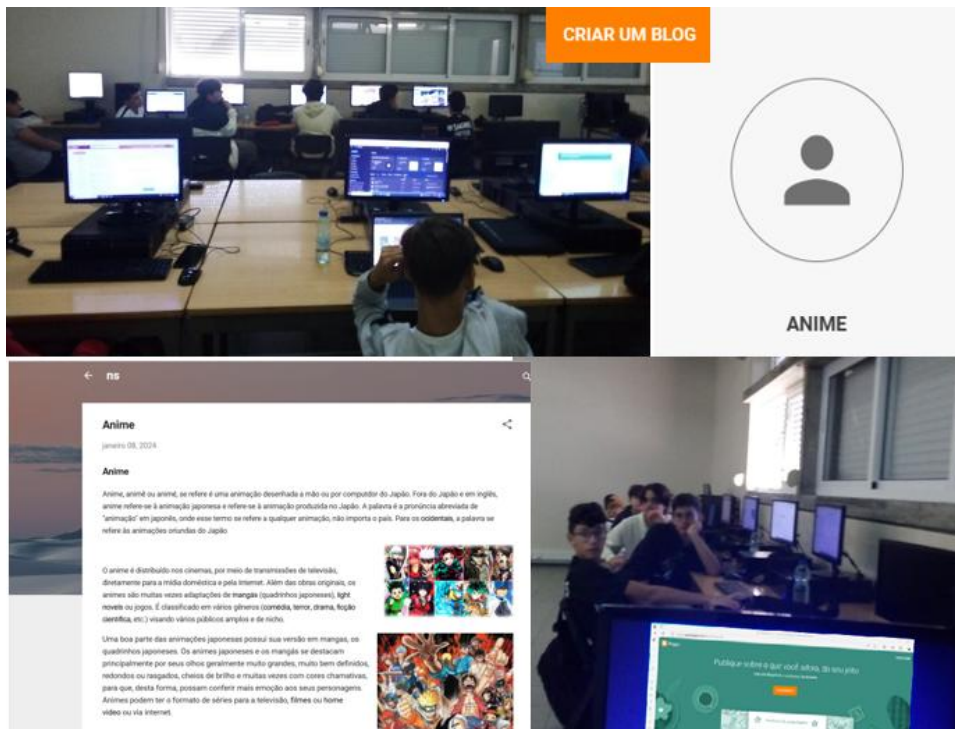 CRIAR UM BLOG
ANIME
ns
Anime
janeiro 08, 2024
Anime
Anime, animê ou animé, se refere é uma animação desenhada a mão ou por computdor do Japão. Fora do Japão e em inglês,
anime refere-se à animação japonesa e refere-se à animação produzida no Japão. A palavra é a pronúncia abreviada de
"animação" em japonês, onde esse termo se refere a qualquer animação, não importa o país. Para os ocidentais, a palavra se
refere às animações oriundas do Japão
O anime é distribuído nos cinemas, por meio de transmissões de televisão,
diretamente para a mídia doméstica e pela Internet. Além das obras originais, os
animes são muitas vezes adaptações de mangás (quadrinhos japoneses), light
novels ou jogos. É classificado em vários gêneros (comédia, terror, drama, ficção
científica, etc.) visando vários públicos amplos e de nicho.
Uma boa parte das animações japonesas possui sua versão em mangas, os
quadrinhos japoneses. Os animes japoneses e os mangás se destacam
principalmente por seus olhos geralmente muito grandes, muito bem definidos,
redondos ou rasgados, cheios de brilho e muitas vezes com cores chamativas,
para que, desta forma, possam conferir mais emoção aos seus personagens.
Animes podem ter o formato de séries para a televisão, filmes ou home
video ou via internet.
Publique sobre o que você adora, do seu jeito